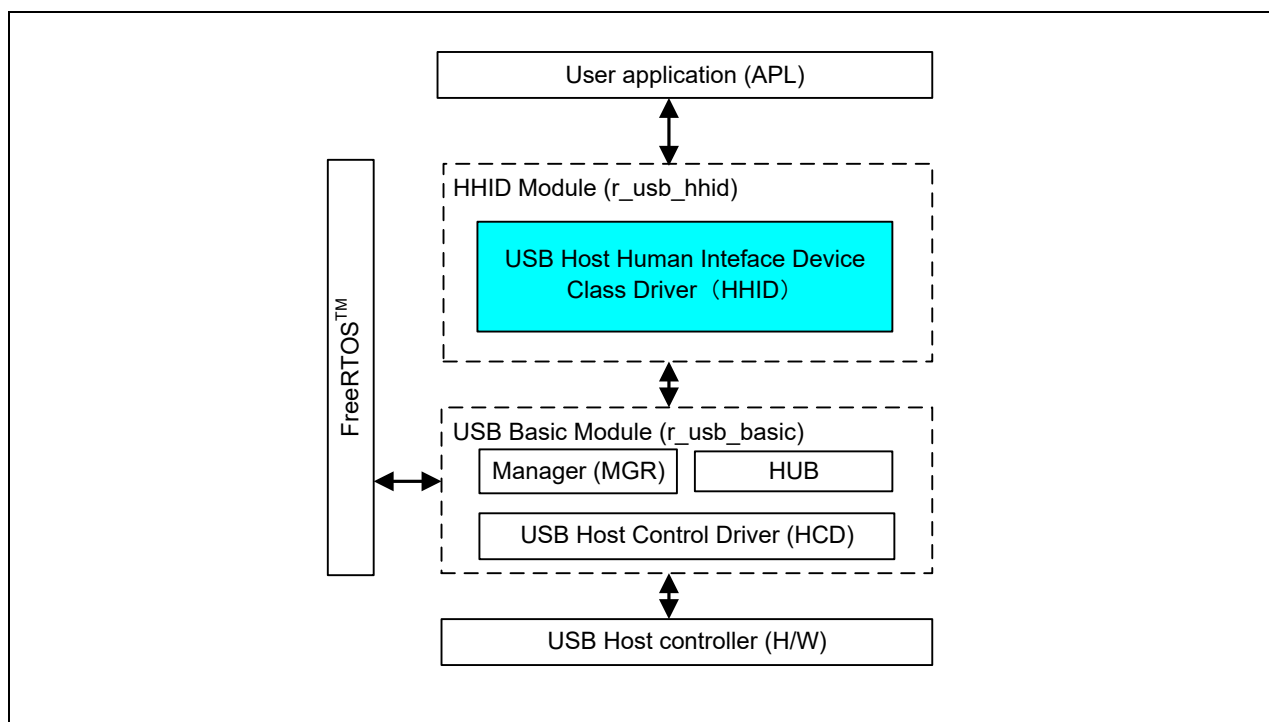 User application (APL)
HHID Module (r_usb_hhid)
USB Host Human Inteface Device
Class Driver（HHID）
FreeRTOS™
USB Basic Module (r_usb_basic)
Manager (MGR)
HUB
USB Host Control Driver (HCD)
USB Host controller (H/W)